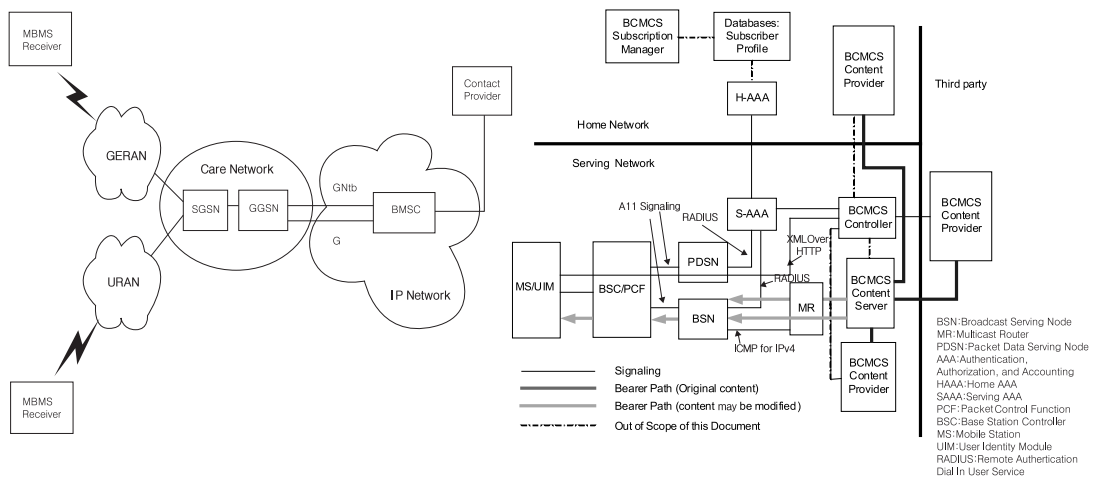 MBMS
Receiver
GERAN
URAN
MBMS
Receiver
Care Network
SGSN
GGSN
GNtb
G
BMSC
IP Network
Contact
Provider
BCMCS
Subscription
Manager
Databases:
Subscriber
Profile
H-AAA
BCMCS
Content
Provider
Third party
Home Network
Serving Network
S-AAA
BCMCS
Controller
BCMCS
Content
Provider
A11 Signaling
RADIUS
XMLOver
HTTP
MS/UIM
BSC/PCF
PDSN
RADIUS
BSN
MR
BCMCS
Content
Server
ICMP for IPv4
BCMCS
Content
Provider
Signaling
Bearer Path (Original content)
Bearer Path (content may be modified)
Out of Scope of this Document
BSN:Broadcast Serving Node
MR:Multicast Router
PDSN:Packet Data Serving Node
AAA:Authentication,
Authorization, and Accounting
HAAA:Home AAA
SAAA:Serving AAA
PCF:Packet Control Function
BSC:Base Station Controller
MS:Mobile Station
UIM:User Identity Module
RADIUS:Remote Authertication
Dial In User Service